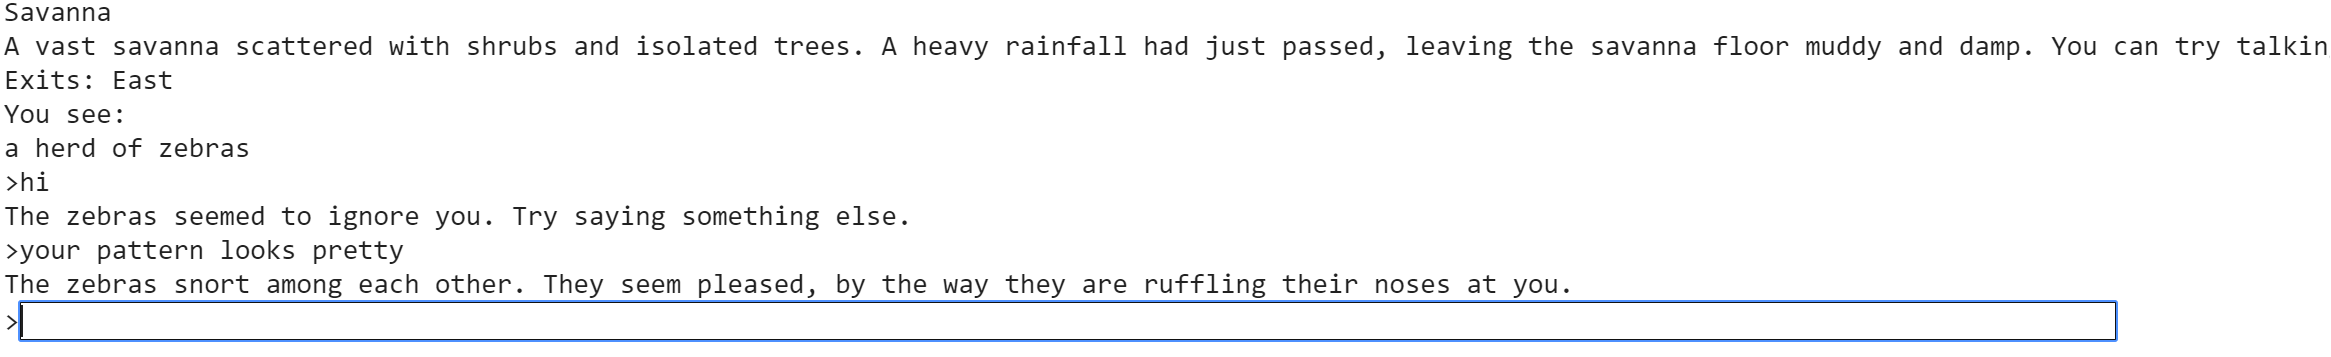 Savanna
A vast savanna scattered with shrubs and isolated trees. A heavy rainfall had just passed, leaving the savanna floor muddy and damp. You can try talkin
Exits: East
You see:
a herd of zebras
>hi
The zebras seemed to ignore you. Try saying something else.
>your pattern looks pretty
The zebras snort among each other. They seem pleased, by the way they are ruffling their noses at you.
>